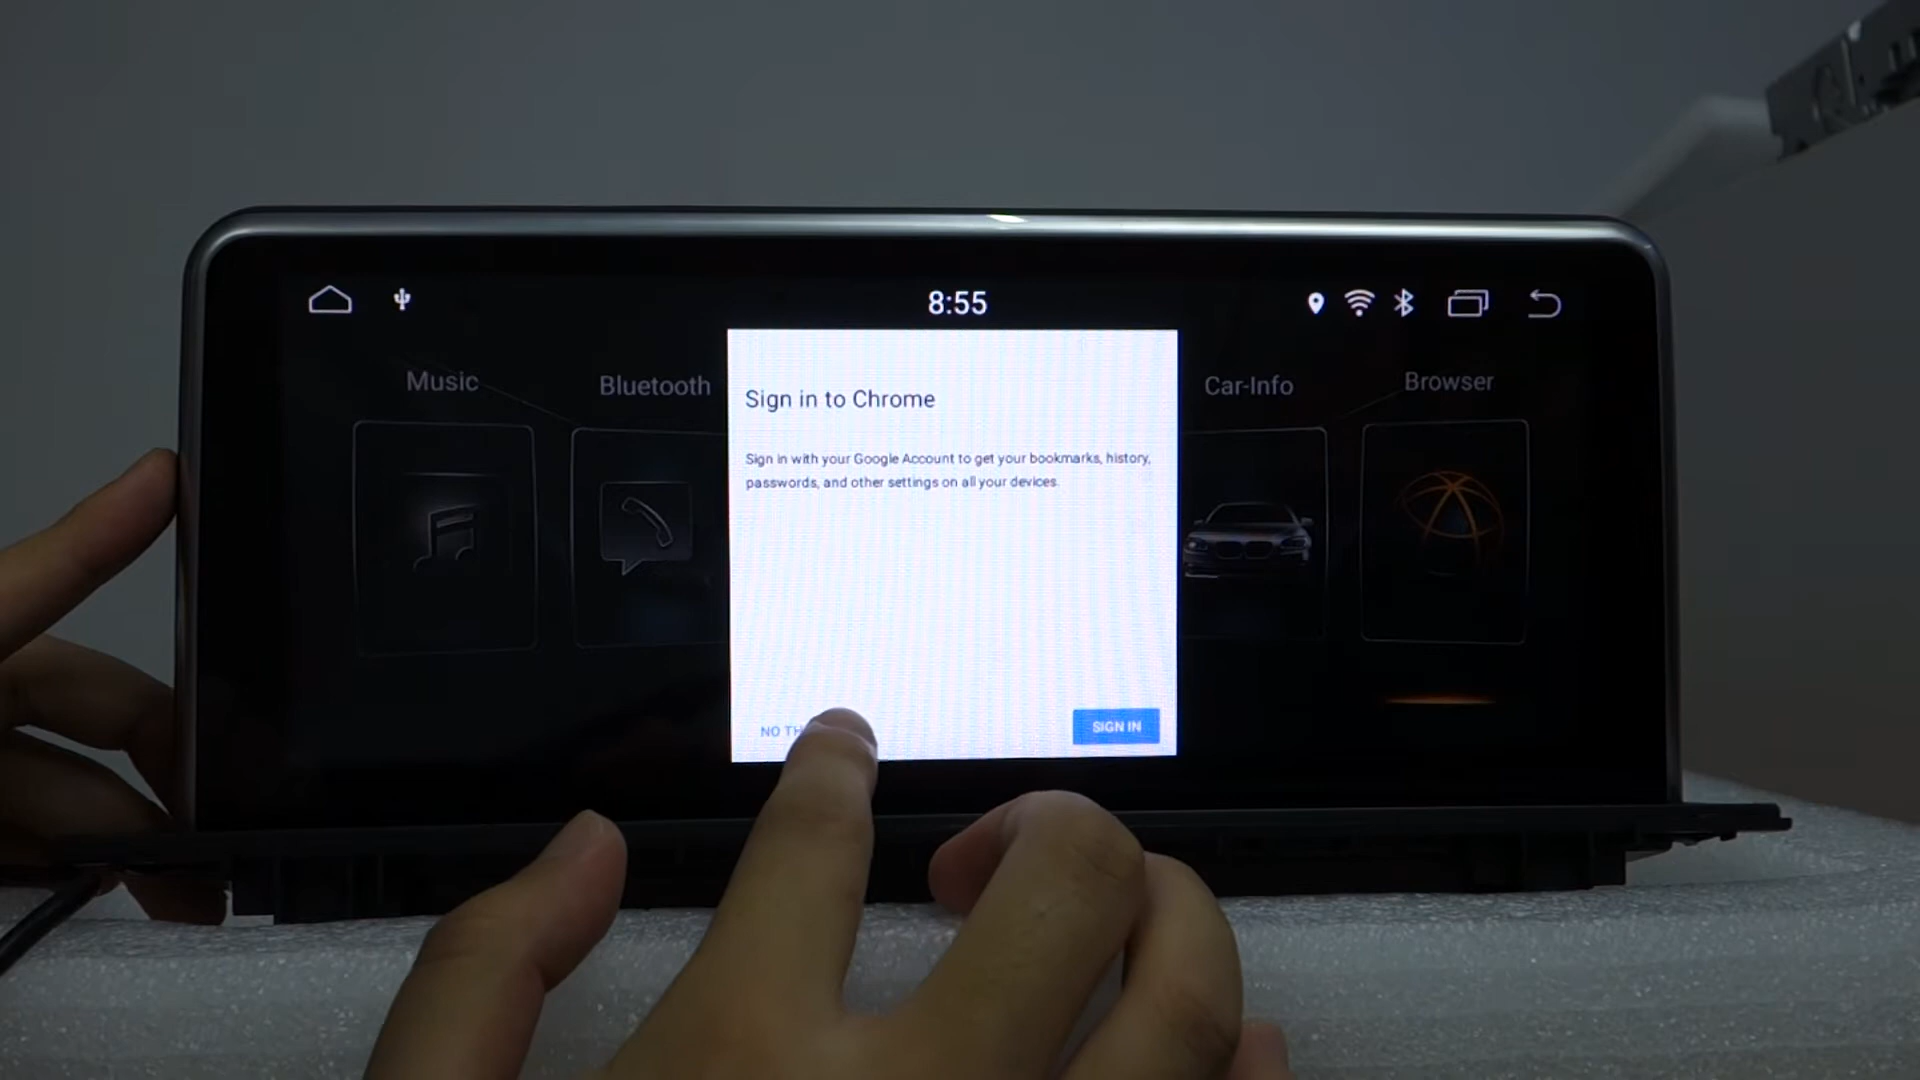 8:55
Music
Bluetooth
Car-Info
Browser
Sign in to Chrome
Sign in with your Google Account to get your bookmarks, history,
passwords, and other settings on all your devices.
NO
SIGN IN